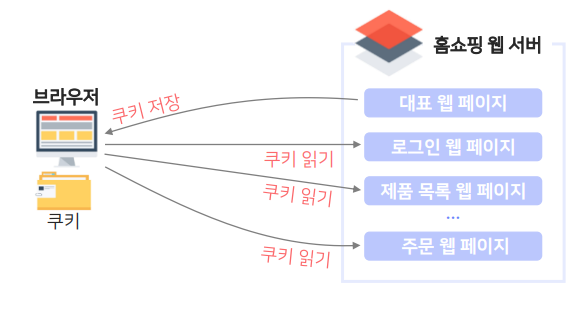 홈쇼핑 웹 서버
브라우저
쿠키 저장
대표 웹 페이지
로그인 웹 페이지
쿠키 읽기
제품 목록 웹 페이지
쿠키 읽기
...
주문 웹 페이지
쿠키 읽기
쿠키